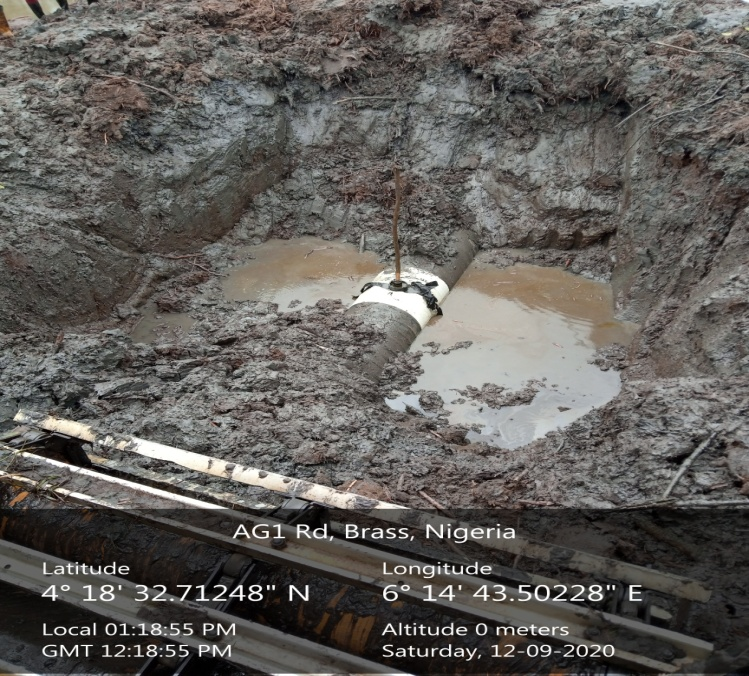 AG1 Rd, Brass, Nigeria
Latitude
4° 18' 32.71248" N
Longitude
6° 14' 43.50228" E
Local 01:18:55 PM
GMT 12:18:55 PM
Altitude 0 meters
Saturday, 12-09-2020